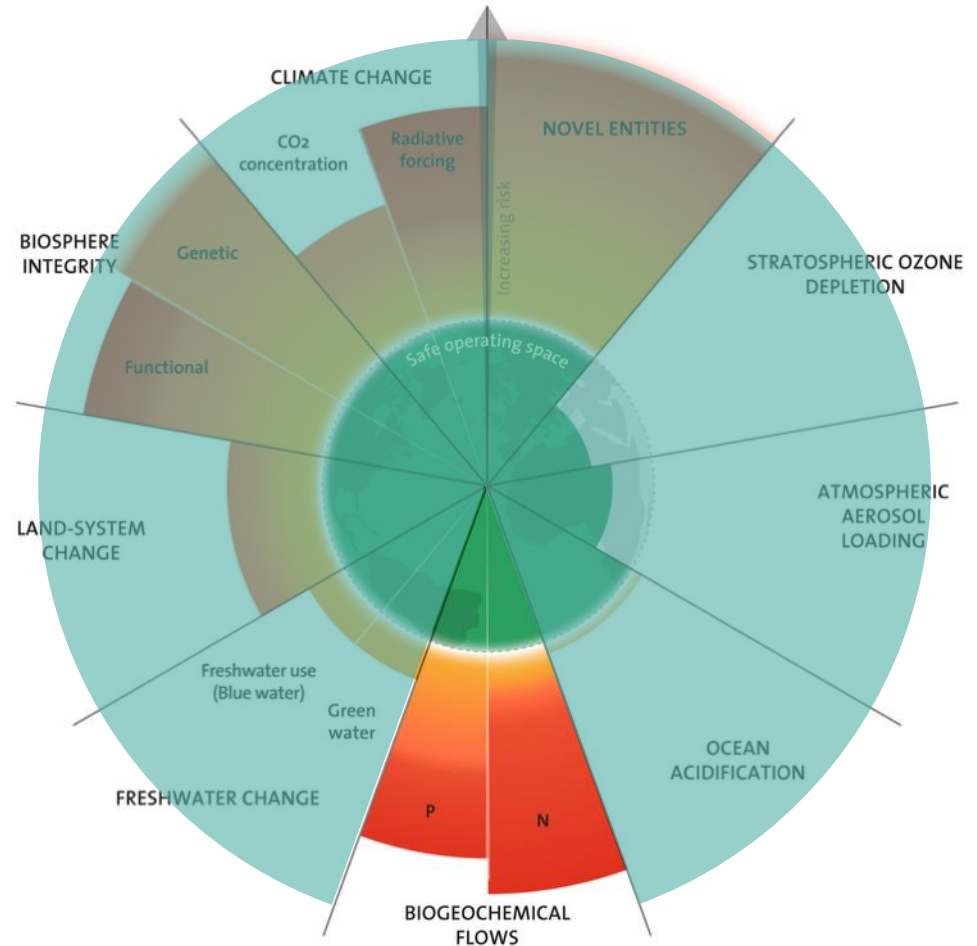 CLIMATE CHANGE
CO2
concentration
Radiative
forcing
NOVEL ENTITIES
Increasing risk
STRATOSPHERIC OZONE
DEPLETION
BIOSPHERE
INTEGRITY
Genetic
Functional
Safe operating space
ATMOSPHERIC
AEROSOL
LOADING
LAND-SYSTEM
CHANGE
Freshwater use
(Blue water)
Green
water
FRESHWATER CHANGE
OCEAN
ACIDIFICATION
P
N
BIOGEOCHEMICAL
FLOWS